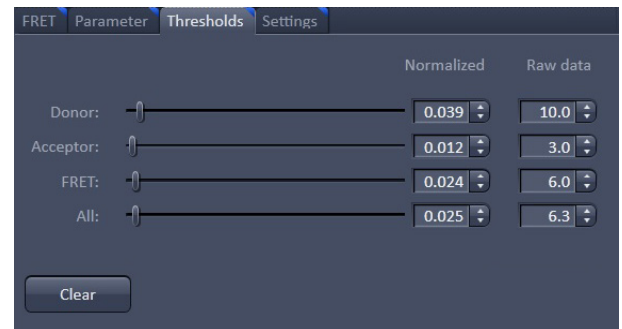 FRET Parameter Thresholds Settings
Normalized Raw data
Donor: 0.039 10.0
Acceptor: 0.012 3.0
FRET: 0.024 6.0
All: 0.025 6.3
Clear